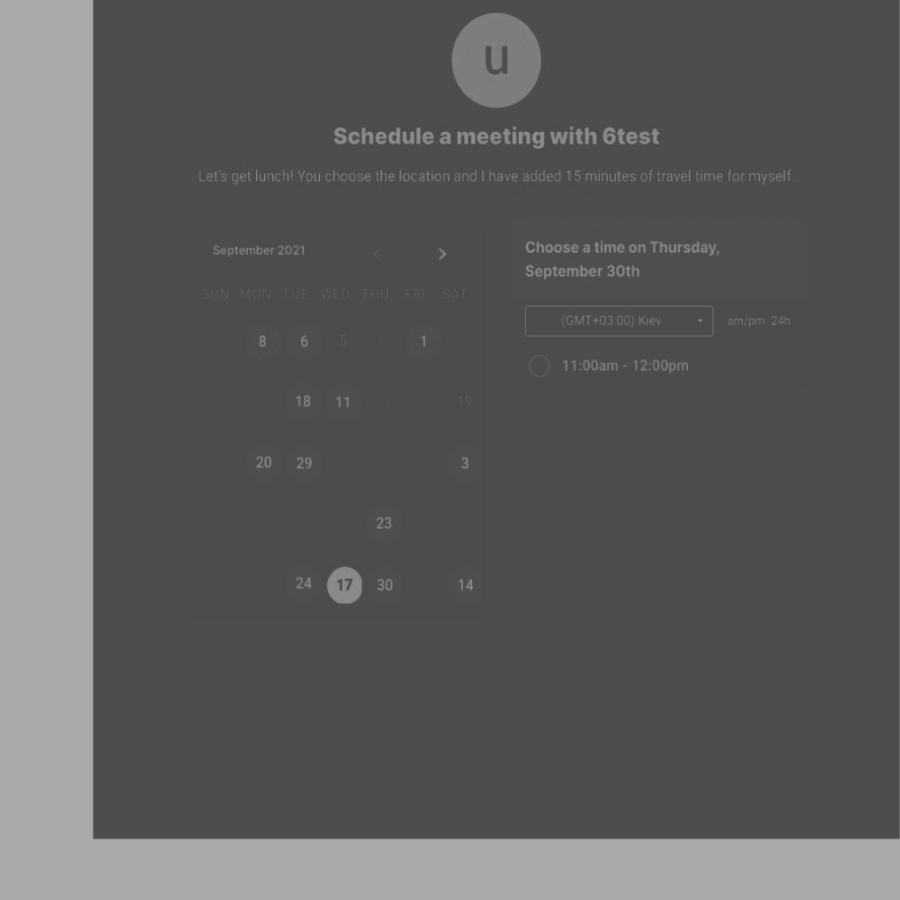 u
Schedule a meeting with 6test
Let's get lunch! You choose the location and I have added 15 minutes of travel time for myself.
September 2021
SUN MON TUE WED THU FRI SAT
8 6 5 1
18 11 19
20 29 3
23
24 17 30 14
Choose a time on Thursday,
September 30th
(GMT+03:00) Kiev am/pm 24h
11:00am - 12:00pm